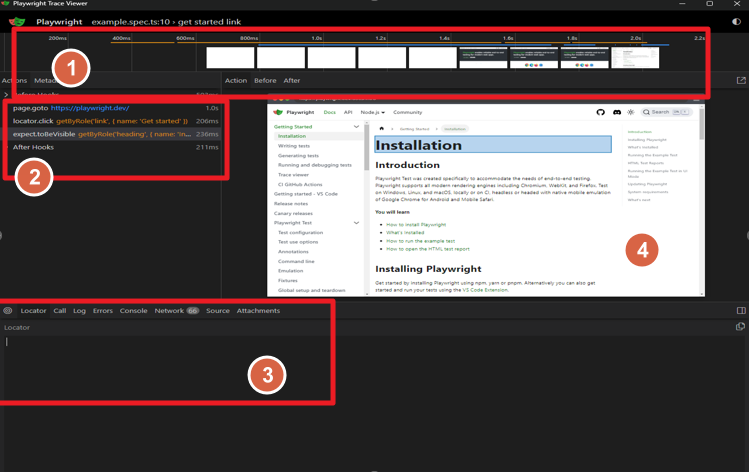 Playwright Trace Viewer
Playwright example.spec.ts:10 › get started link
200ms 400ms 600ms 800ms 1.0s 1.2s 1.4s 1.6s 1.8s 2.0s 2.2s
1
Actions Metada
Action Before After
Before Hooks
page.goto https://playwright.dev/ 1.0s
locator.click getByRole('link', { name: 'Get started' }) 206ms
expect.toBeVisible getByRole('heading', { name: 'In... 236ms
After Hooks 211ms
2
Playwright Docs API Node.js Community Search
Getting Started
Installation
Writing tests
Generating tests
Running and debugging tests
Trace viewer
CI GitHub Actions
Getting started - VS Code
Release notes
Canary releases
Playwright Test
Test configuration
Test use options
Annotations
Command line
Emulation
Fixtures
Global setup and teardown
Getting Started Installation
Installation
Introduction
Playwright Test was created specifically to accommodate the needs of end-to-end testing.
Playwright supports all modern rendering engines including Chromium, WebKit, and Firefox. Test
on Windows, Linux, and macOS, locally or on CI, headless or headed with native mobile emulation
of Google Chrome for Android and Mobile Safari.
You will learn
How to install Playwright
What's Installed
How to run the example test
How to open the HTML test report
Installing Playwright
Get started by installing Playwright using npm, yarn or pnpm. Alternatively you can also get
started and run your tests using the VS Code Extension.
Introduction
Installing Playwright
What's Installed
Running the Example Test
HTML Test Reports
Running the Example Test in UI
Mode
Updating Playwright
System requirements
What's next
4
Locator Call Log Errors Console Network 66 Source Attachments
Locator
3